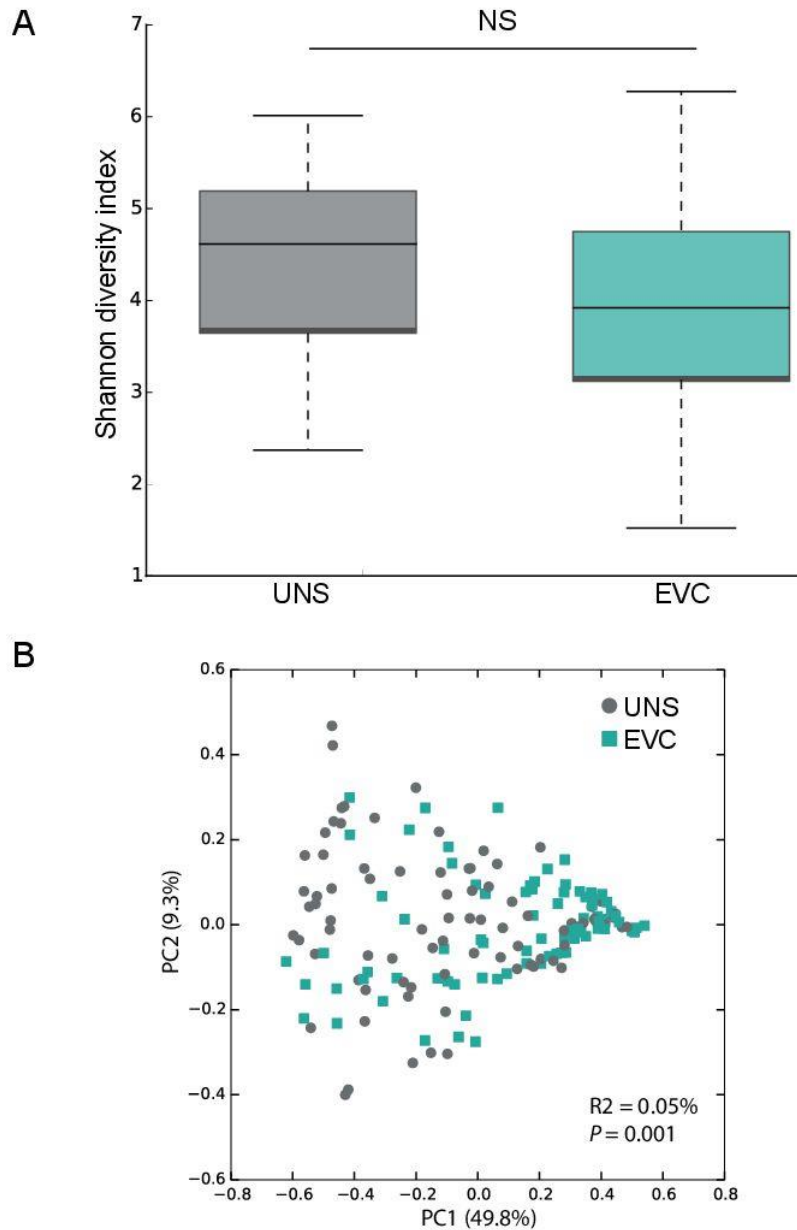 A
NS
Shannon diversity index
7
6
5
4
3
2
1
UNS EVC
B
PC2 (9.3%)
0.6
0.4
0.2
0.0
−0.2
−0.4
−0.6
UNS
EVC
R2 = 0.05%
P = 0.001
−0.8 −0.6 −0.4 −0.2 0.0 0.2 0.4 0.6 0.8
PC1 (49.8%)